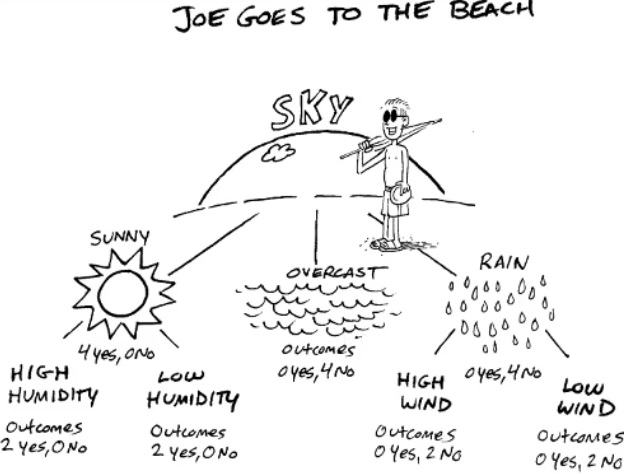 JOE GOES TO THE BEACH
SKY
SUNNY
OVERCAST
RAIN
4 yes, 0 No
Outcomes
0 yes, 4 No
0 yes, 4 No
HIGH
HUMIDITY
Outcomes
2 yes, 0 No
LOW
HUMIDITY
Outcomes
2 yes, 0 No
HIGH
WIND
Outcomes
0 yes, 2 No
LOW
WIND
Outcomes
0 yes, 2 No